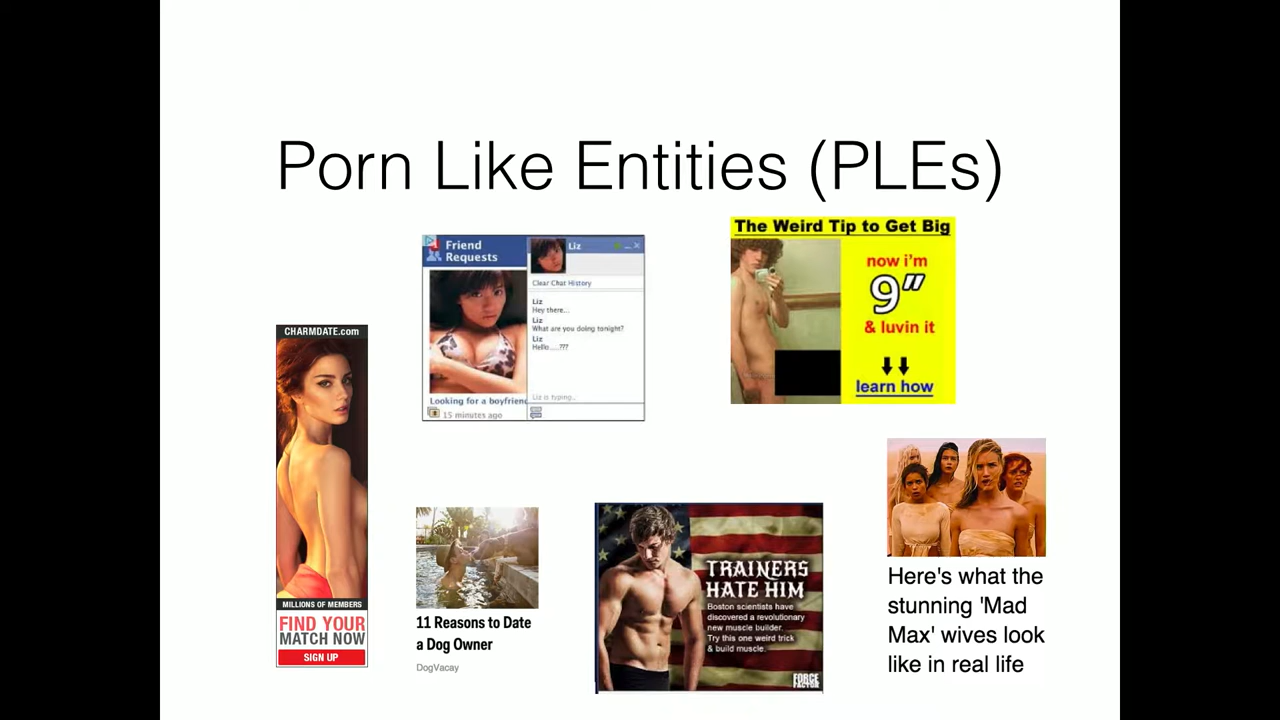 Porn Like Entities (PLEs)
Friend
Requests
Looking for a boyfrien
15 minutes ago
Liz
Clear Chat History
Liz
Hey there...
Liz
What are you doing tonight?
Liz
Hello.....???
Liz is typing..
The Weird Tip to Get Big
now i'm
9"
& luvin it
learn how
CHARMDATE.com
MILLIONS OF MEMBERS
FIND YOUR
MATCH NOW
SIGN UP
11 Reasons to Date
a Dog Owner
DogVacay
TRAINERS
HATE HIM
Boston scientists have
discovered a revolutionary
new muscle builder.
Try this one weird trick
& build muscle.
FORCE
FACTOR
Here's what the
stunning 'Mad
Max' wives look
like in real life